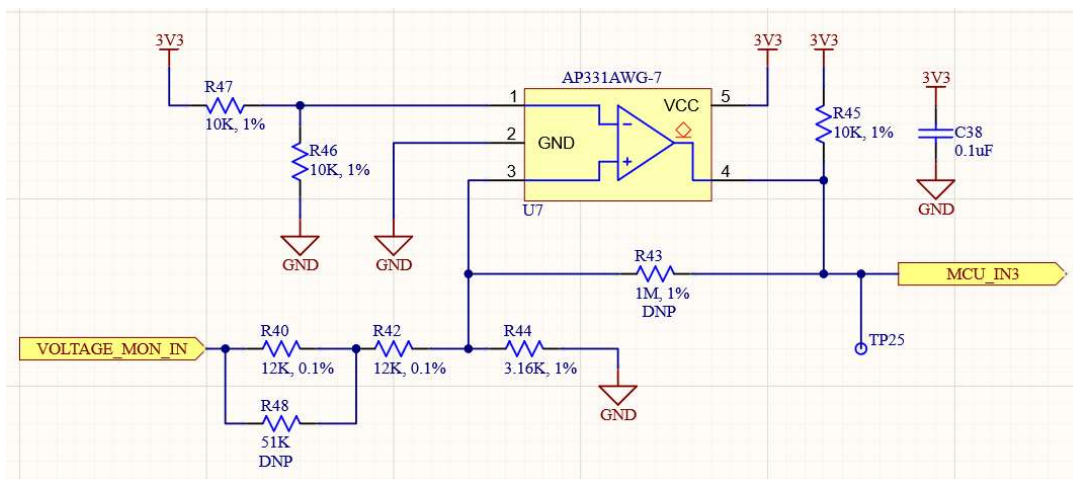 3V3
3V3
3V3
AP331AWG-7
3V3
R47
10K, 1%
1
VCC
5
R45
10K, 1%
C38
0.1uF
R46
10K, 1%
2
GND
3
4
U7
GND
GND
GND
R43
1M, 1%
DNP
MCU_IN3
VOLTAGE_MON_IN
R40
12K, 0.1%
R42
12K, 0.1%
R44
3.16K, 1%
TP25
R48
51K
DNP
GND